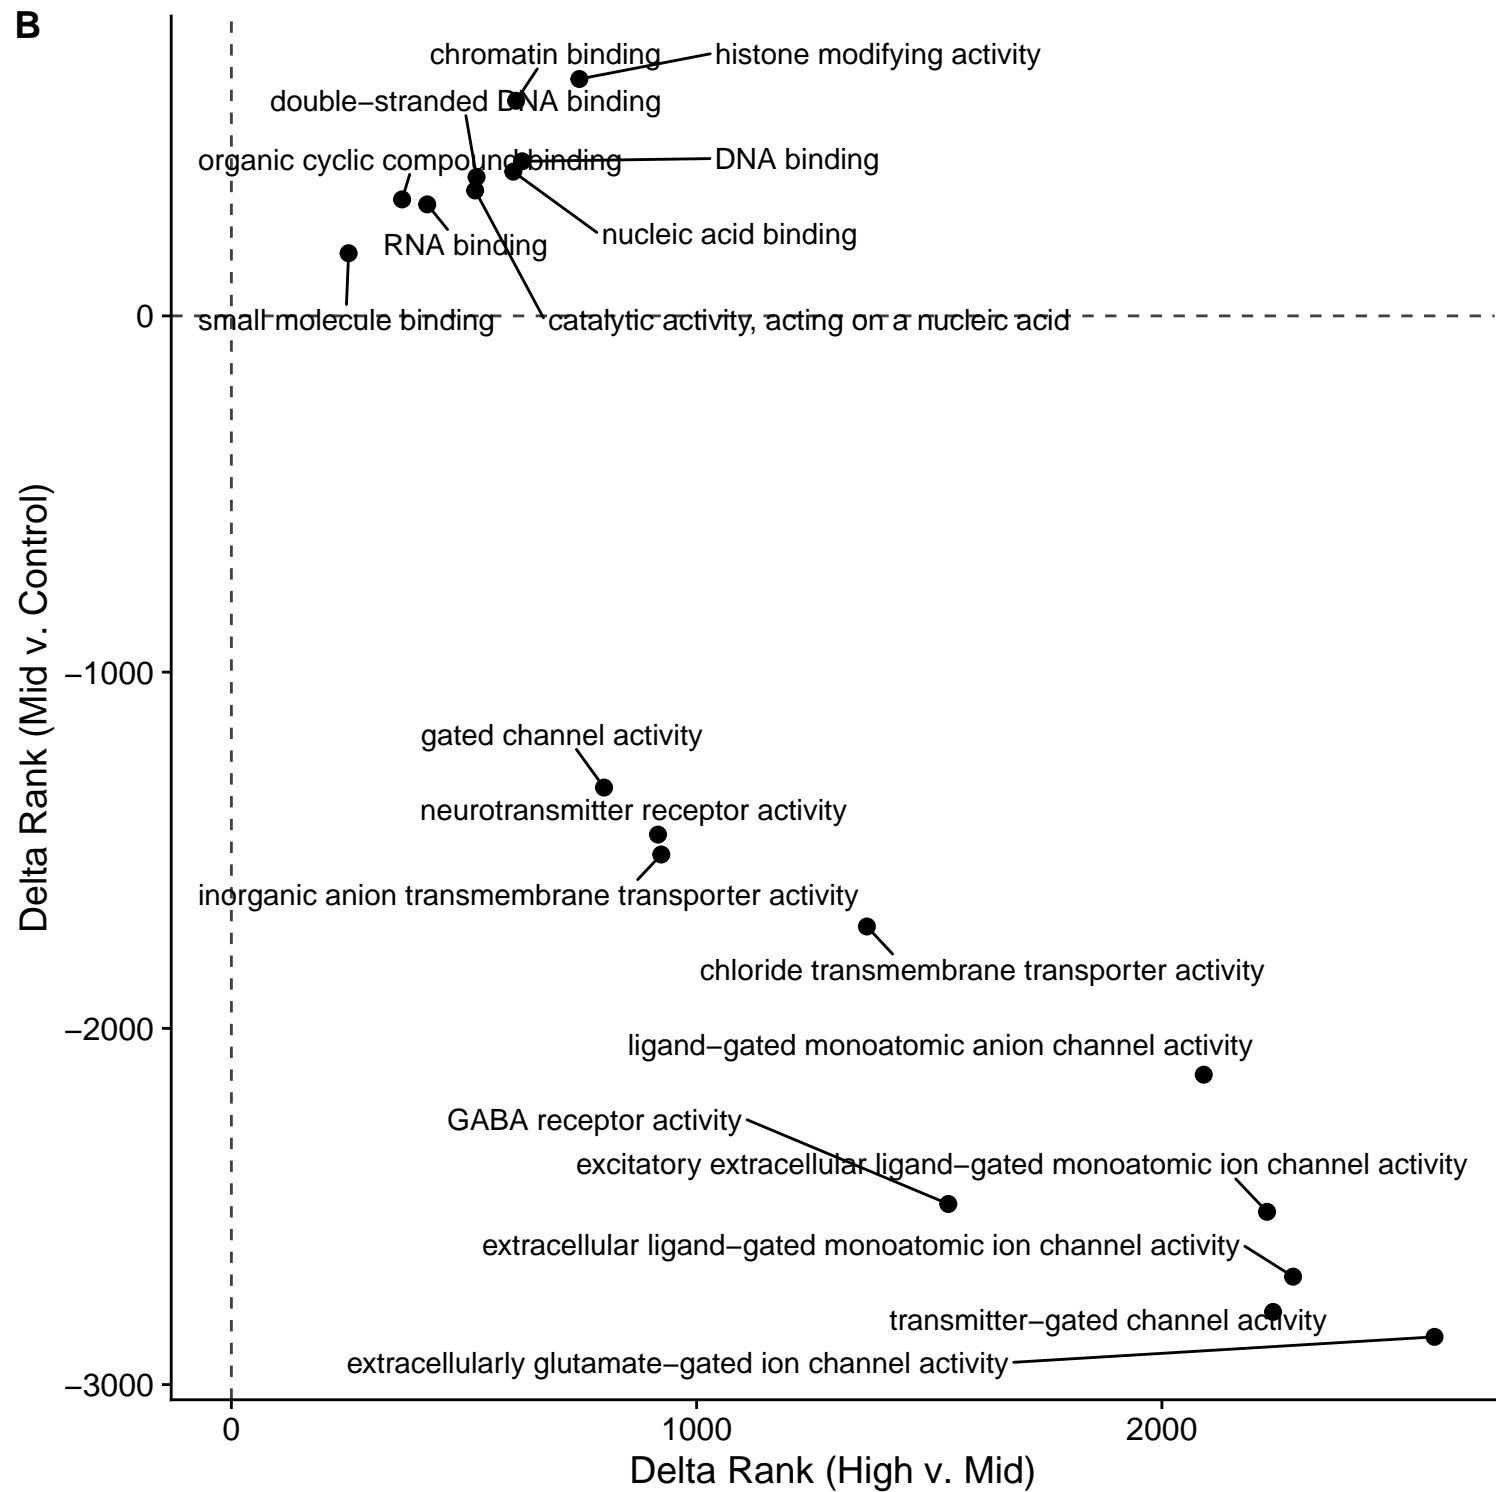 B
chromatin binding
histone modifying activity
double−stranded DNA binding
organic cyclic compound binding
DNA binding
nucleic acid binding
RNA binding
0
small molecule binding
catalytic activity, acting on a nucleic acid
Delta Rank (Mid v. Control)
−1000
gated channel activity
neurotransmitter receptor activity
inorganic anion transmembrane transporter activity
chloride transmembrane transporter activity
−2000
ligand−gated monoatomic anion channel activity
GABA receptor activity
excitatory extracellular ligand−gated monoatomic ion channel activity
extracellular ligand−gated monoatomic ion channel activity
transmitter−gated channel activity
extracellularly glutamate−gated ion channel activity
−3000
0
1000
2000
Delta Rank (High v. Mid)